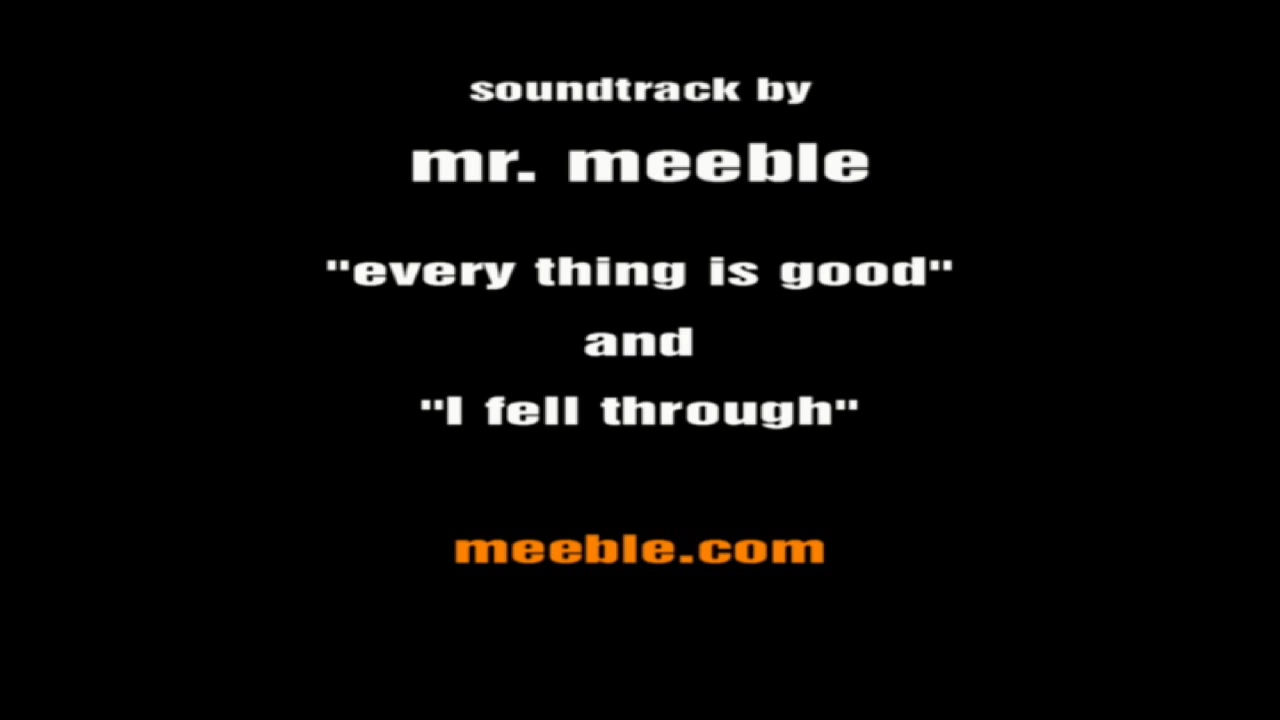 soundtrack by
mr. meeble
"every thing is good"
and
"I fell through"
meeble.com